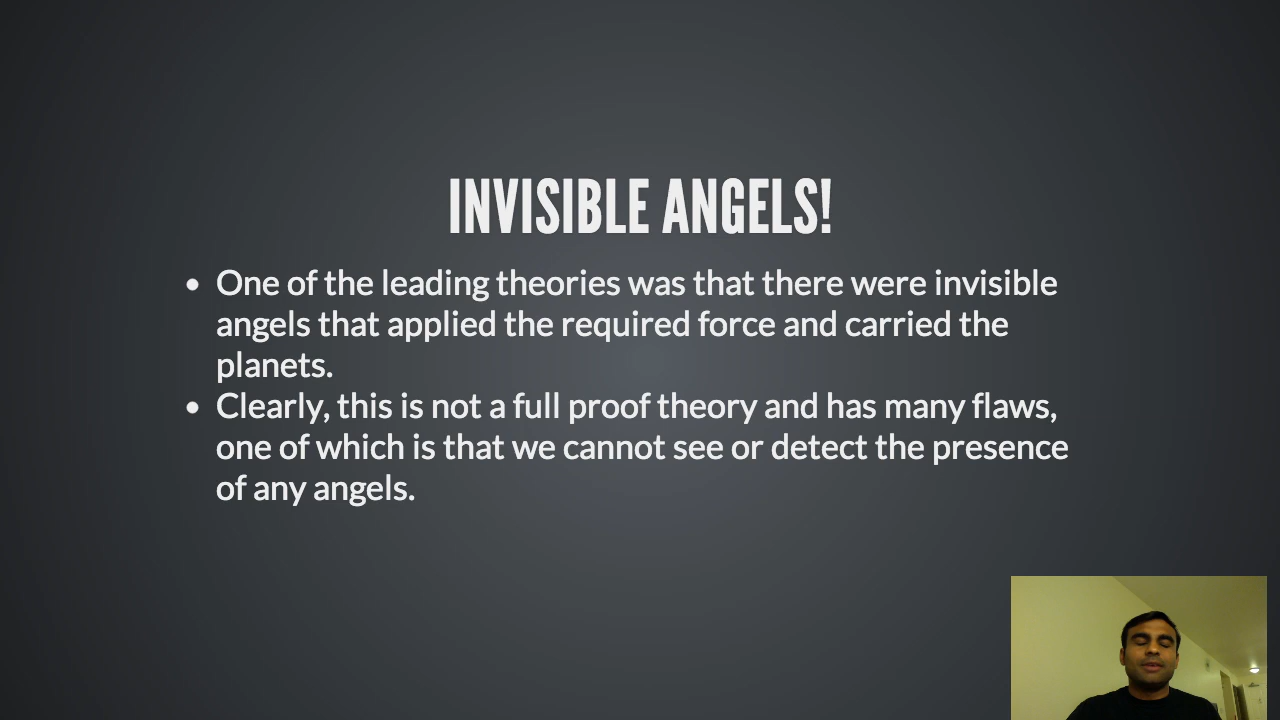 INVISIBLE ANGELS!
• One of the leading theories was that there were invisible
angels that applied the required force and carried the
planets.
• Clearly, this is not a full proof theory and has many flaws,
one of which is that we cannot see or detect the presence
of any angels.